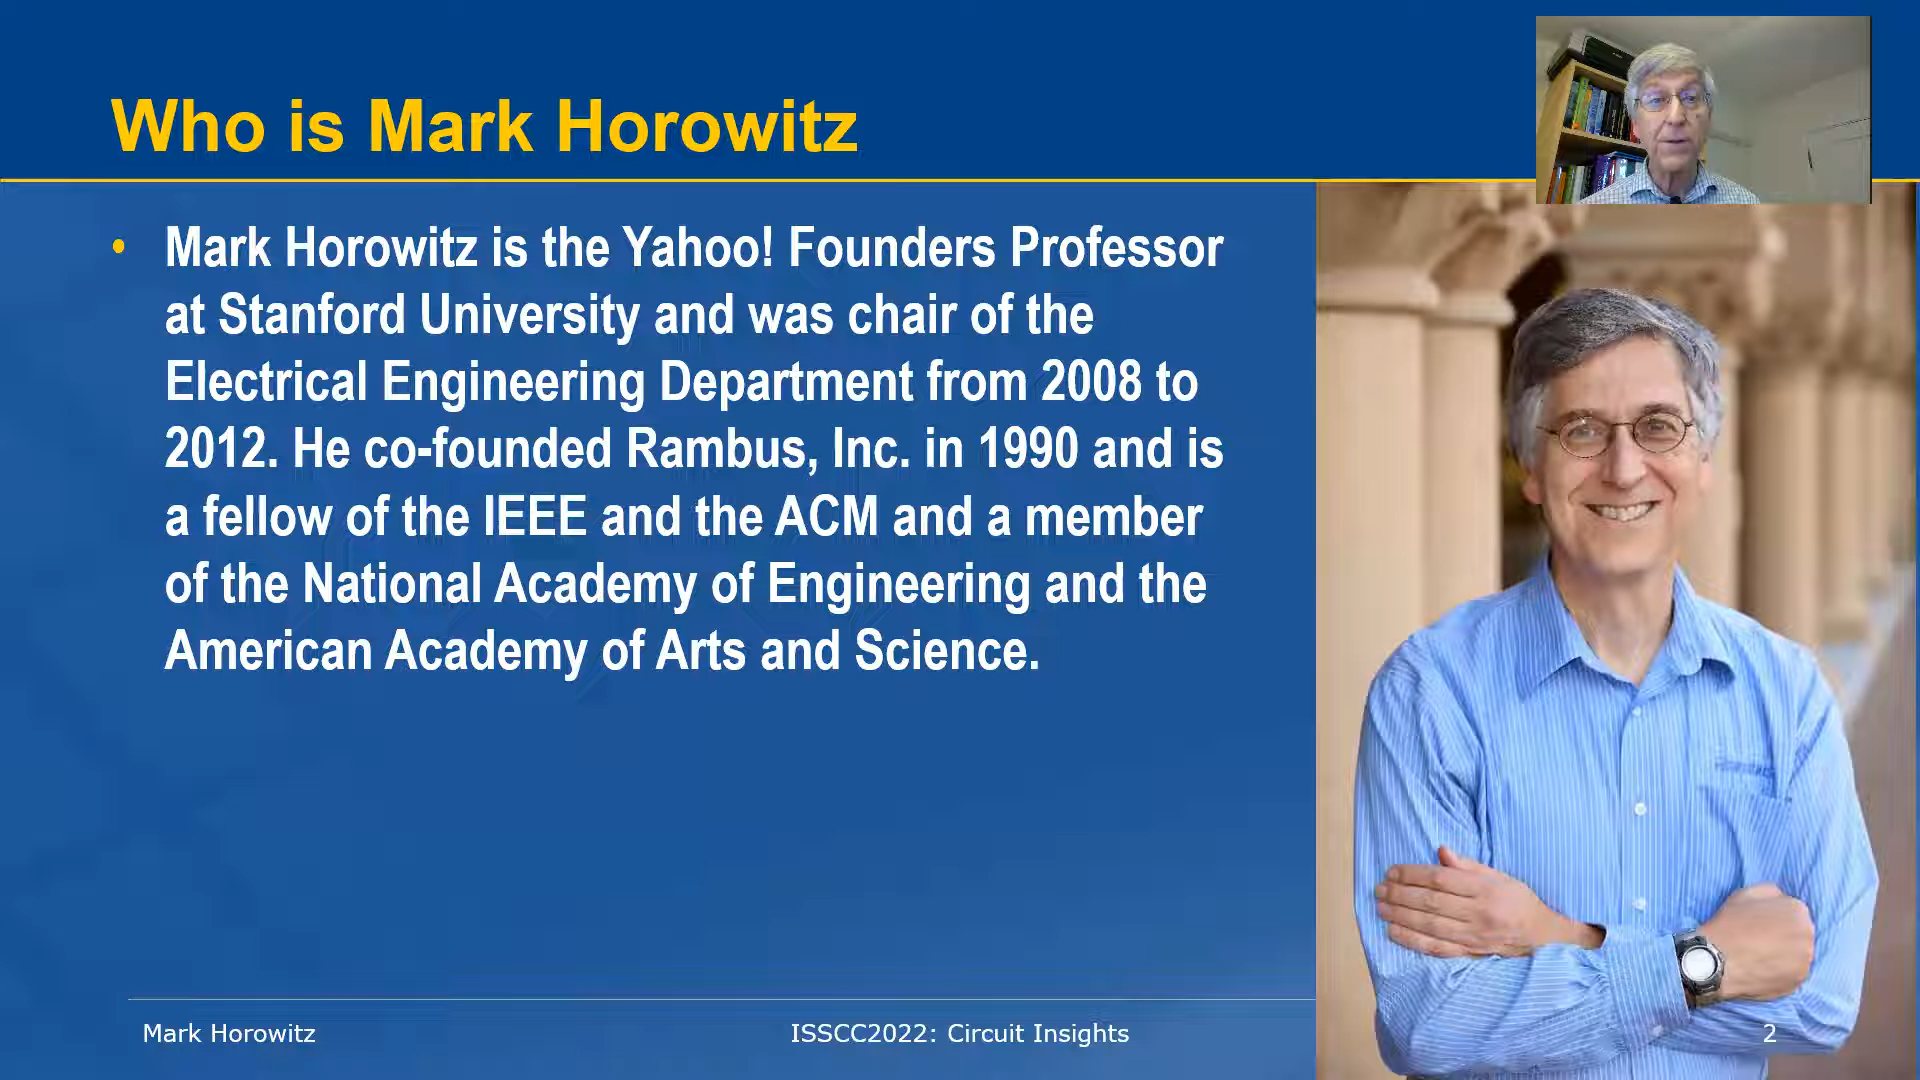 Who is Mark Horowitz
• Mark Horowitz is the Yahoo! Founders Professor
at Stanford University and was chair of the
Electrical Engineering Department from 2008 to
2012. He co-founded Rambus, Inc. in 1990 and is
a fellow of the IEEE and the ACM and a member
of the National Academy of Engineering and the
American Academy of Arts and Science.
Mark Horowitz
ISSCC2022: Circuit Insights
2